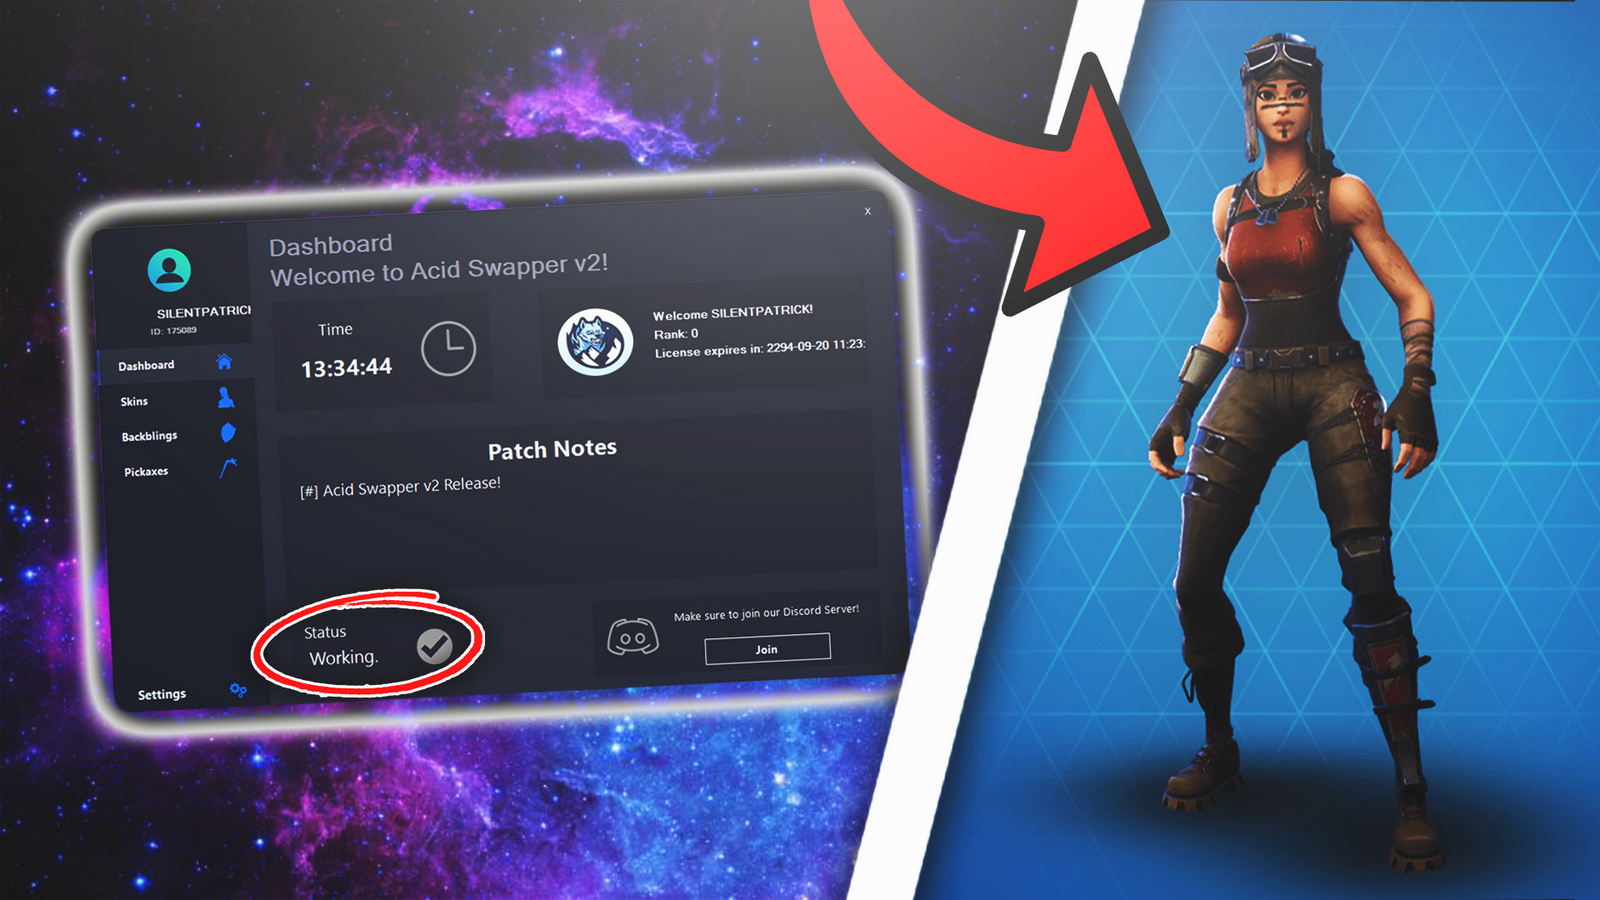 x
Dashboard
Welcome to Acid Swapper v2!
SILENTPATRICK
ID: 175089
Time
13:34:44
Welcome SILENTPATRICK!
Rank: 0
License expires in: 2294-09-20 11:23:
Dashboard
Skins
Backblings
Pickaxes
Patch Notes
[#] Acid Swapper v2 Release!
Status
Working.
Make sure to join our Discord Server!
Join
Settings